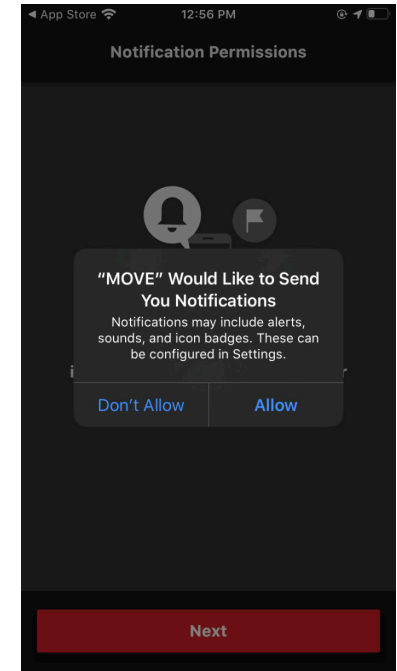 ◀ App Store 12:56 PM
Notification Permissions
“MOVE” Would Like to Send
You Notifications
Notifications may include alerts,
sounds, and icon badges. These can
be configured in Settings.
Don’t Allow Allow
Next